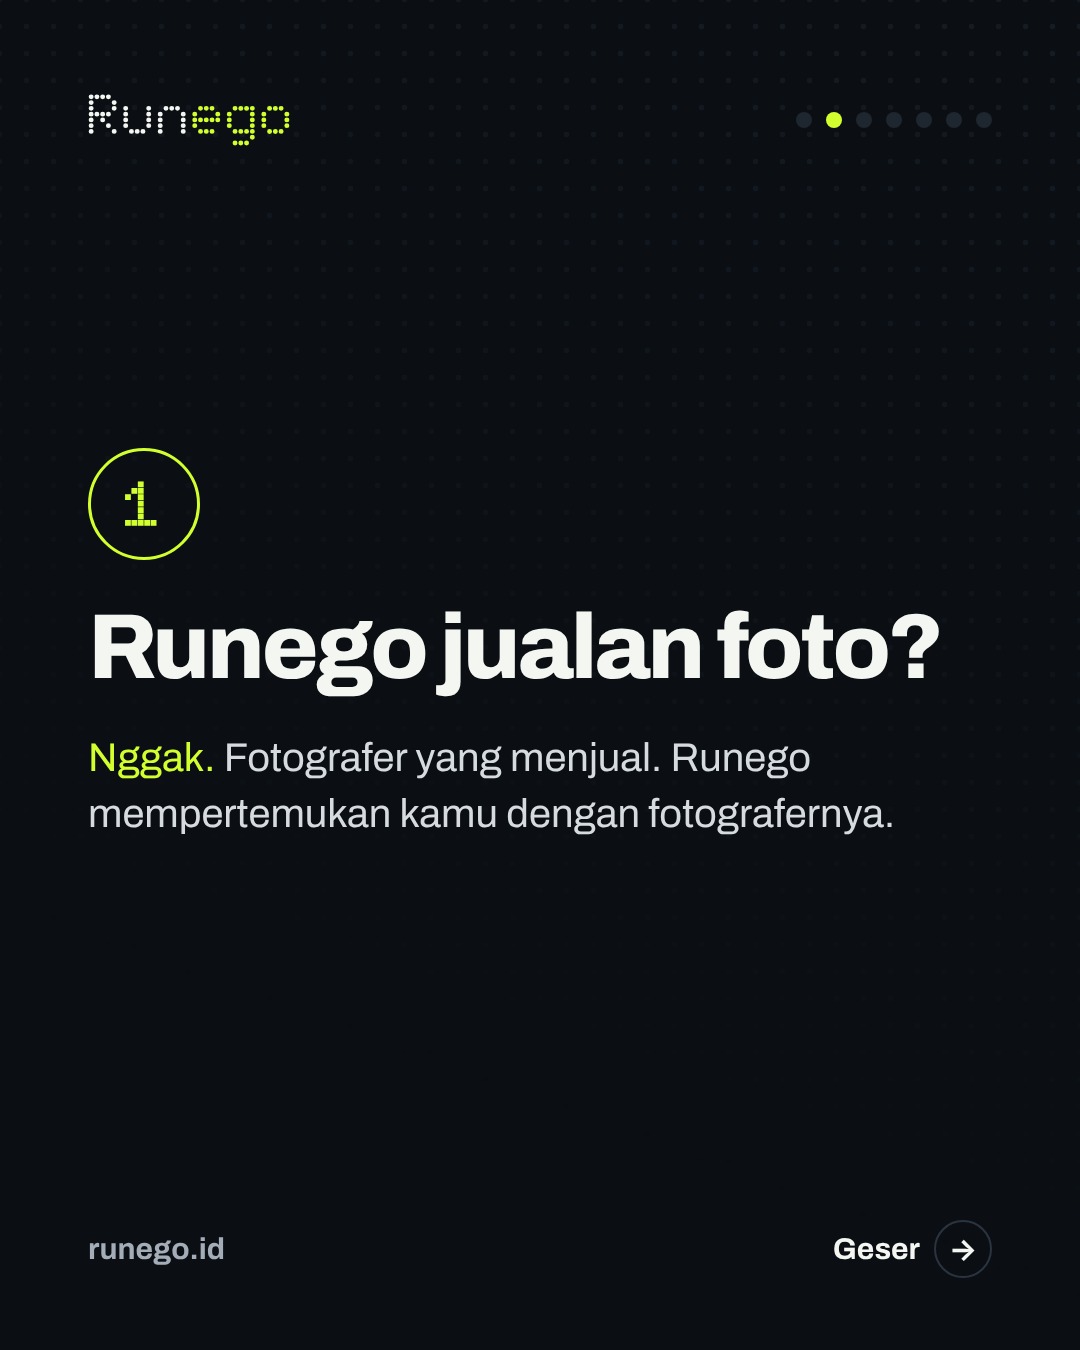 Runego
1
Runego jualan foto?
Nggak. Fotografer yang menjual. Runego
mempertemukan kamu dengan fotografernya.
runego.id
Geser →